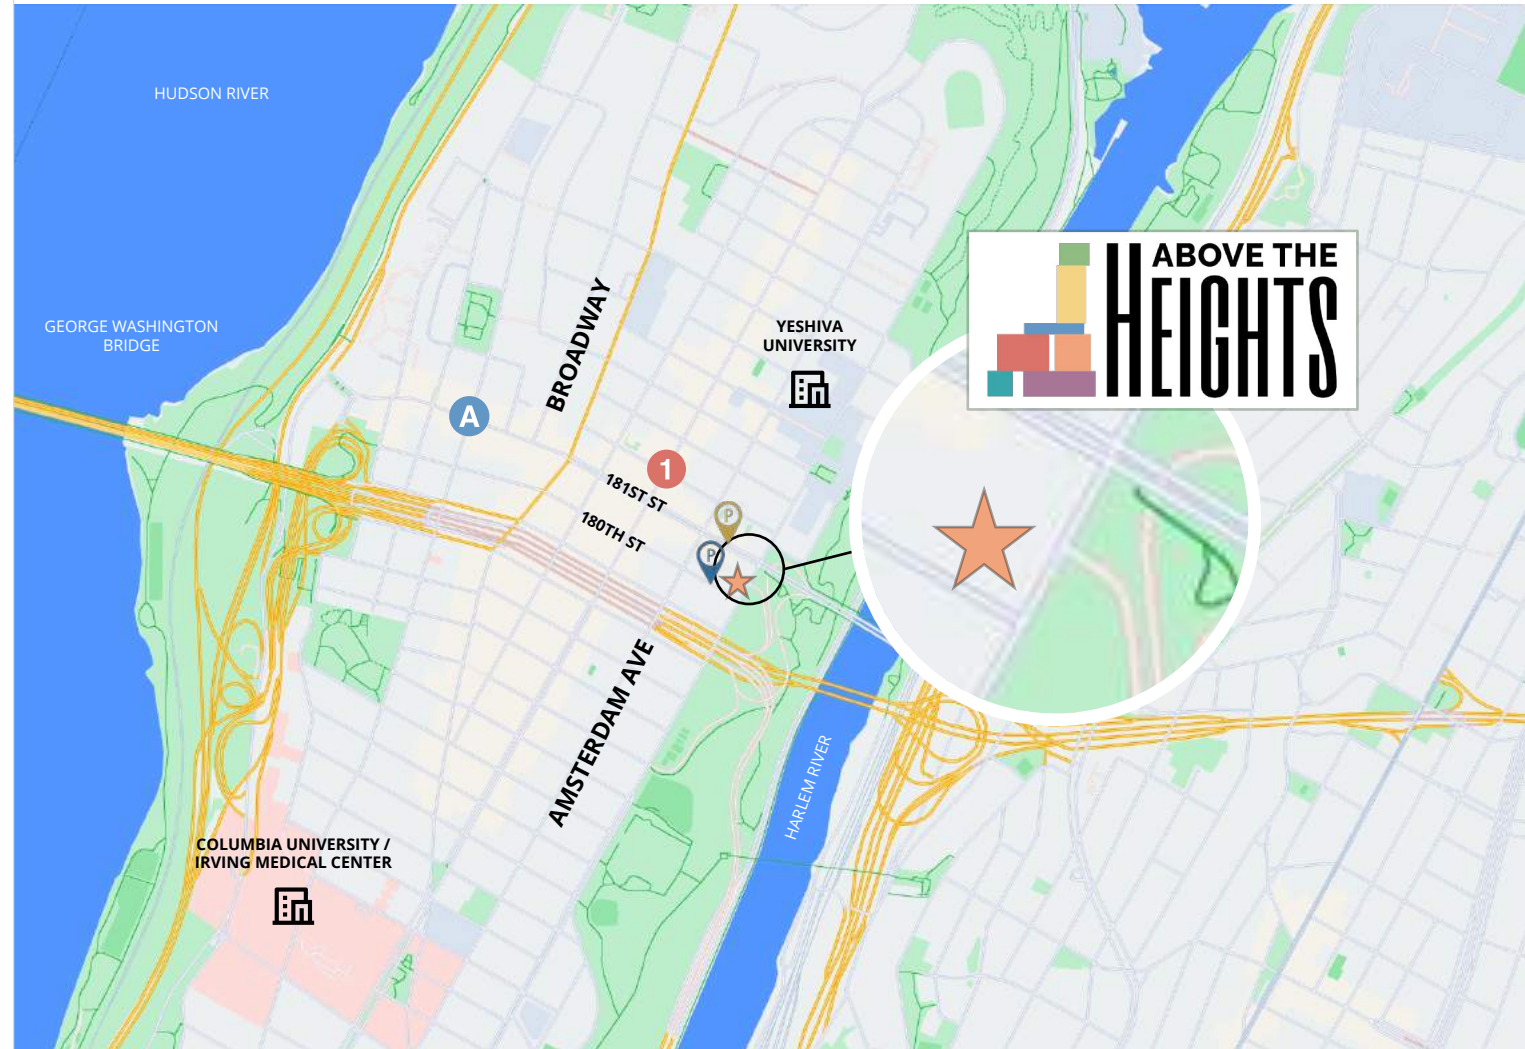 HUDSON RIVER
ABOVE THE
HEIGHTS
GEORGE WASHINGTON
BRIDGE
BROADWAY
YESHIVA
UNIVERSITY
A
1
181ST ST
180TH ST
P
P
AMSTERDAM AVE
HARLEM RIVER
COLUMBIA UNIVERSITY /
IRVING MEDICAL CENTER